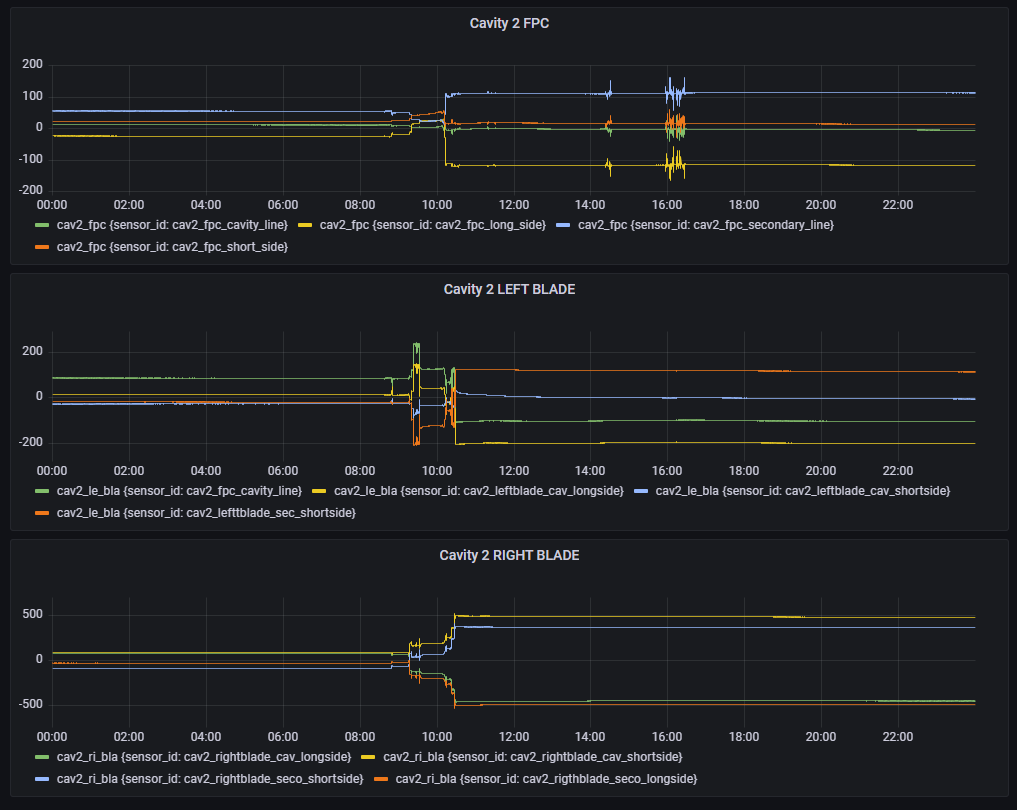 Cavity 2 FPC
200
100
0
-100
-200
00:00 02:00 04:00 06:00 08:00 10:00 12:00 14:00 16:00 18:00 20:00 22:00
cav2_fpc {sensor_id: cav2_fpc_cavity_line} cav2_fpc {sensor_id: cav2_fpc_long_side} cav2_fpc {sensor_id: cav2_fpc_secondary_line}
cav2_fpc {sensor_id: cav2_fpc_short_side}
Cavity 2 LEFT BLADE
200
0
-200
00:00 02:00 04:00 06:00 08:00 10:00 12:00 14:00 16:00 18:00 20:00 22:00
cav2_le_bla {sensor_id: cav2_fpc_cavity_line} cav2_le_bla {sensor_id: cav2_leftblade_cav_longside} cav2_le_bla {sensor_id: cav2_leftblade_cav_shortside}
cav2_le_bla {sensor_id: cav2_lefttblade_sec_shortside}
Cavity 2 RIGHT BLADE
500
0
-500
00:00 02:00 04:00 06:00 08:00 10:00 12:00 14:00 16:00 18:00 20:00 22:00
cav2_ri_bla {sensor_id: cav2_rightblade_cav_longside} cav2_ri_bla {sensor_id: cav2_rightblade_cav_shortside}
cav2_ri_bla {sensor_id: cav2_rightblade_seco_shortside} cav2_ri_bla {sensor_id: cav2_rigthblade_seco_longside}